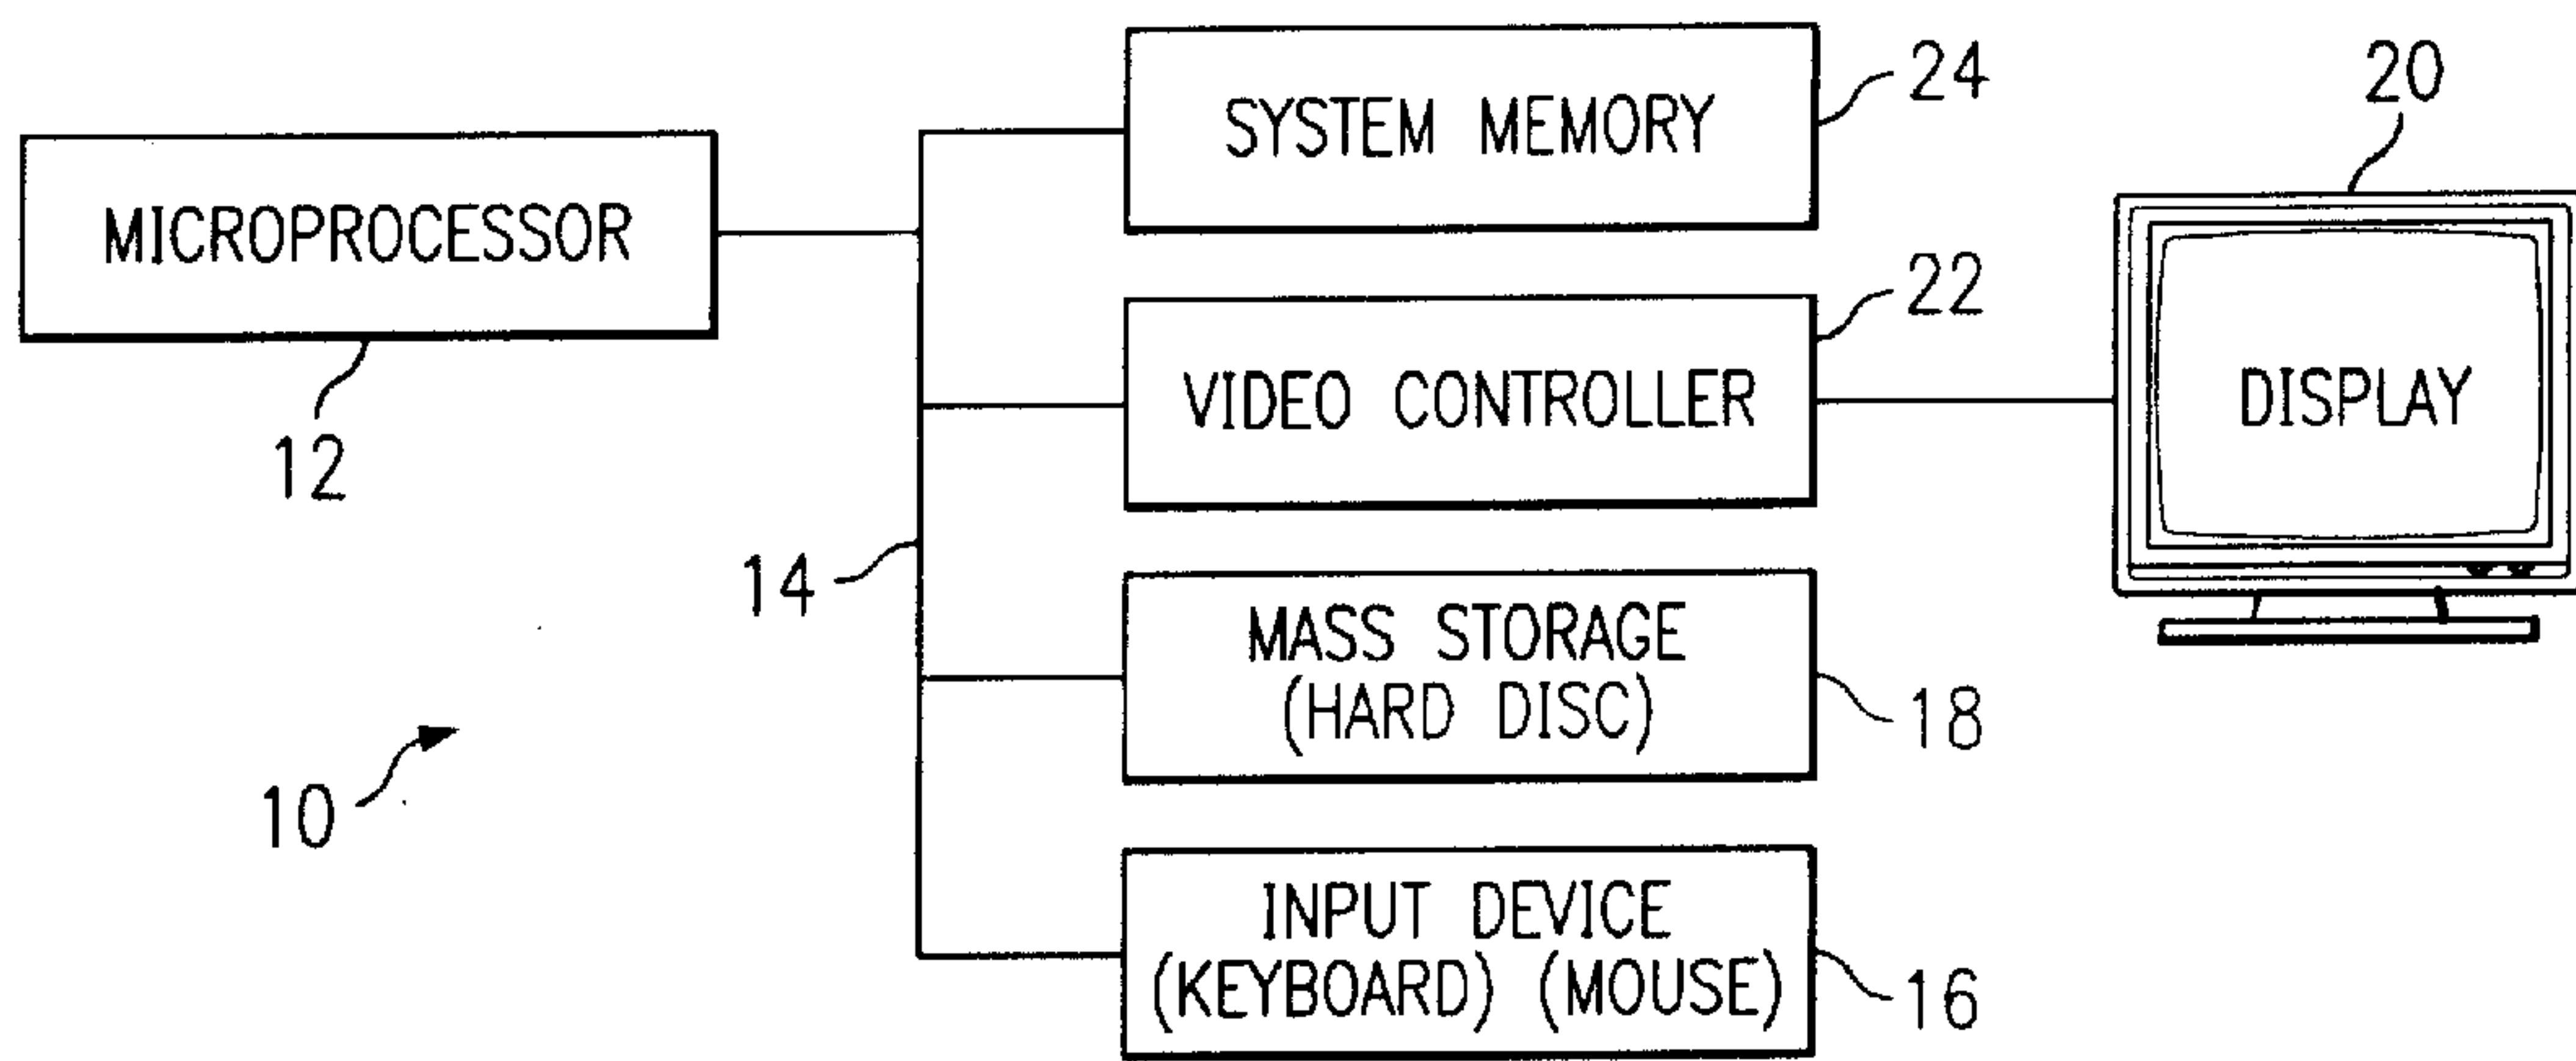 SYSTEM MEMORY
24
20
MICROPROCESSOR
12
VIDEO CONTROLLER
22
DISPLAY
14
MASS STORAGE
(HARD DISC)
18
10
INPUT DEVICE
(KEYBOARD) (MOUSE)
16